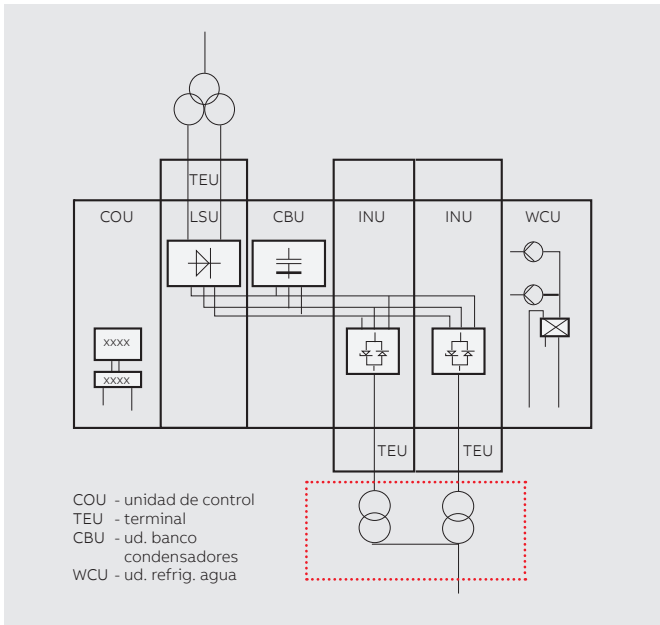 TEU
COU
LSU
CBU
INU
INU
WCU
xxxx
xxxx
TEU
TEU
COU - unidad de control
TEU - terminal
CBU - ud. banco
condensadores
WCU - ud. refrig. agua